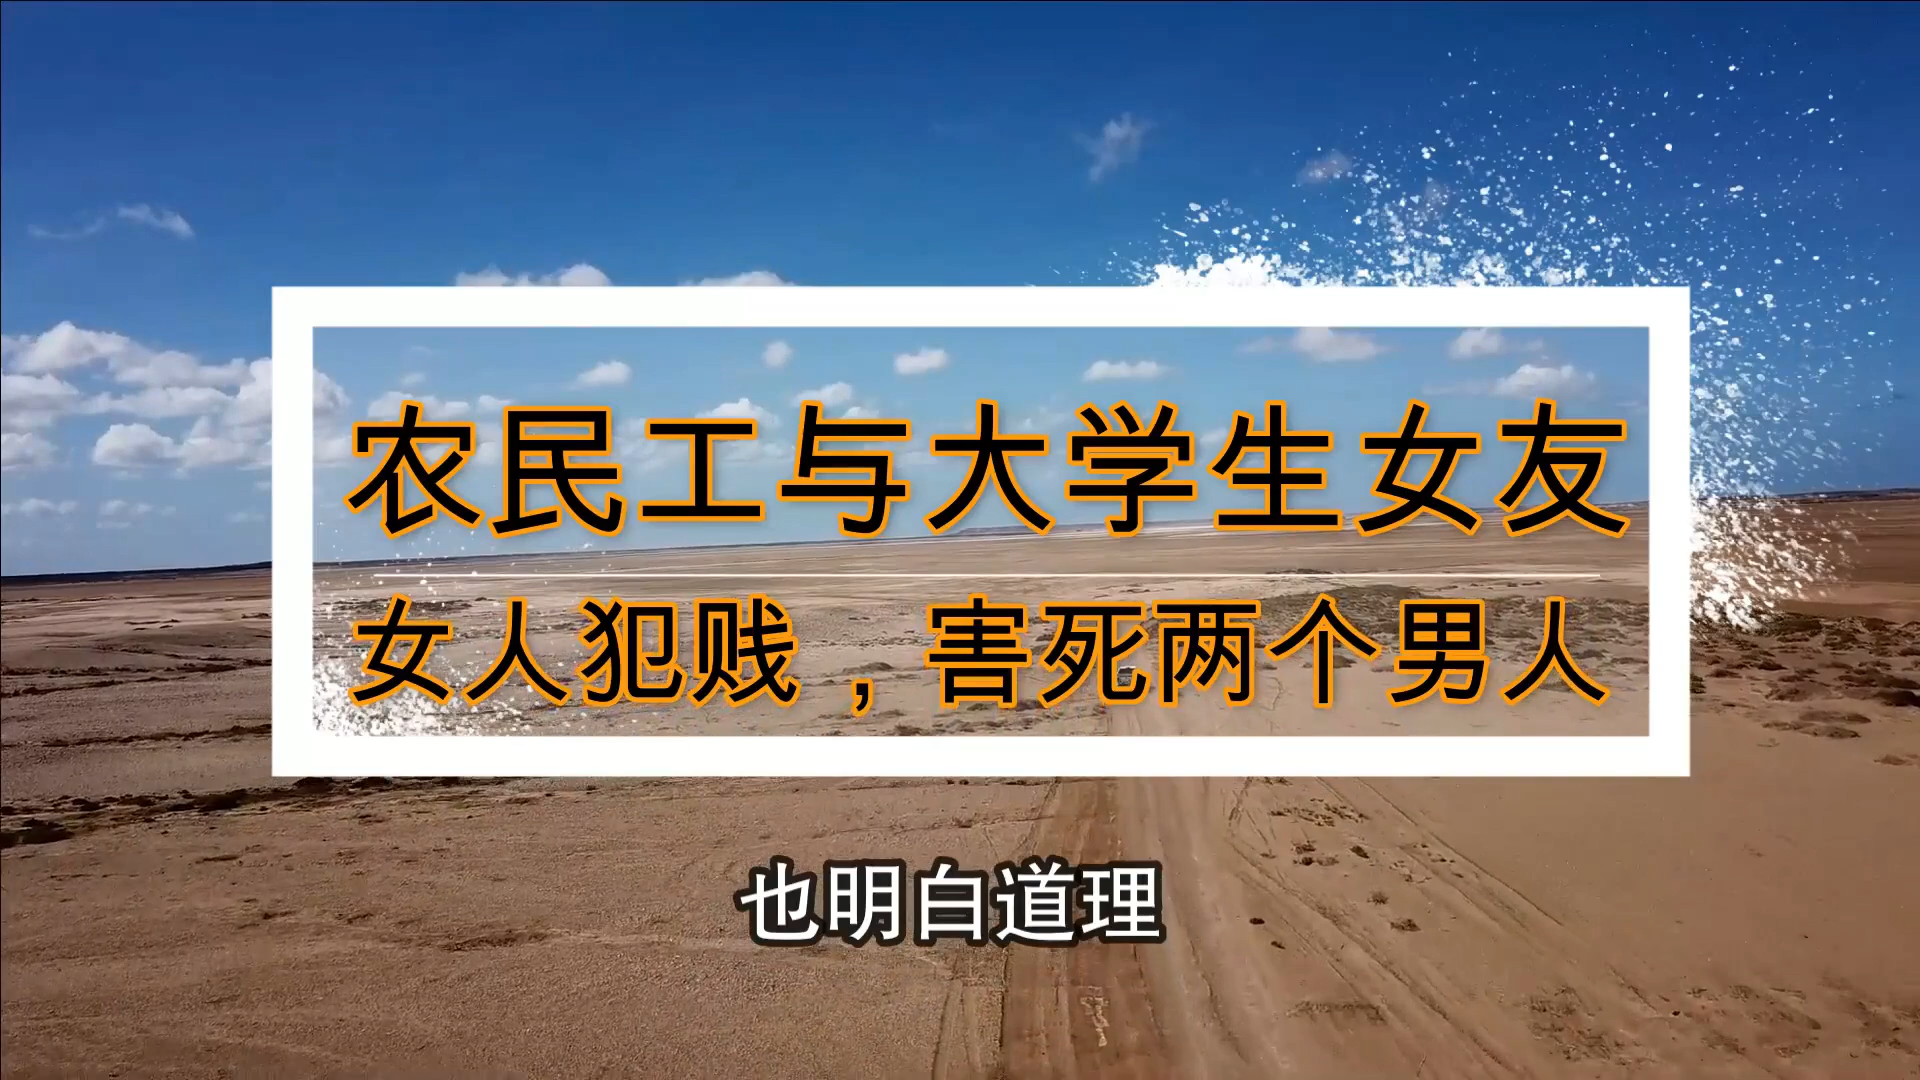 农民工与大学生女友
女人犯贱，害死两个男人
也明白道理